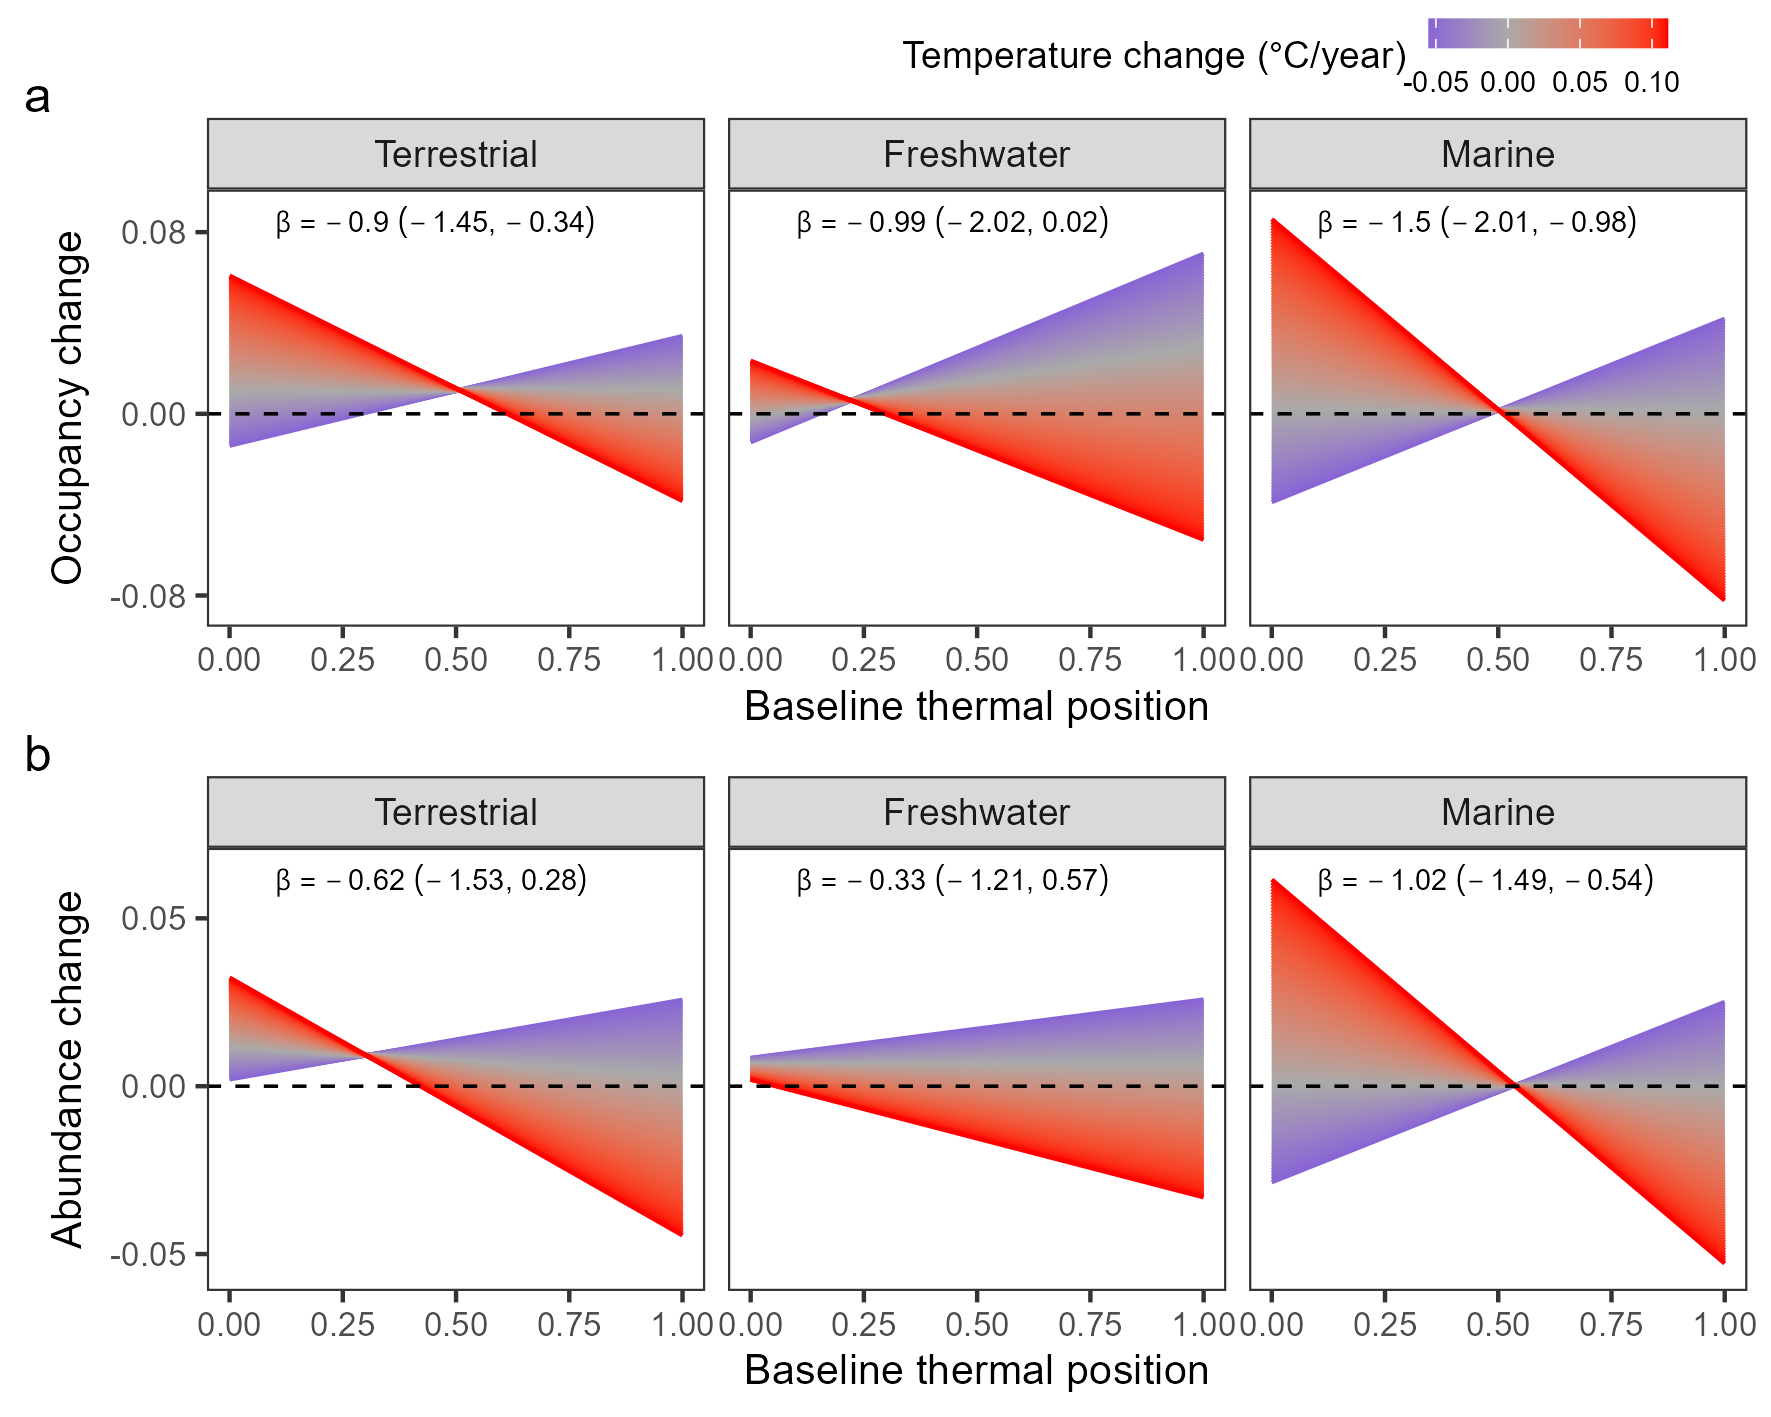 Temperature change (°C/year)
-0.05 0.00 0.05 0.10
a
Terrestrial Freshwater Marine
β = − 0.9 (− 1.45, − 0.34) β = − 0.99 (− 2.02, 0.02) β = − 1.5 (− 2.01, − 0.98)
0.08
0.00
-0.08
Occupancy change
0.00 0.25 0.50 0.75 1.00 0.00 0.25 0.50 0.75 1.00 0.00 0.25 0.50 0.75 1.00
Baseline thermal position
b
Terrestrial Freshwater Marine
β = − 0.62 (− 1.53, 0.28) β = − 0.33 (− 1.21, 0.57) β = − 1.02 (− 1.49, − 0.54)
0.05
0.00
-0.05
Abundance change
0.00 0.25 0.50 0.75 1.00 0.00 0.25 0.50 0.75 1.00 0.00 0.25 0.50 0.75 1.00
Baseline thermal position